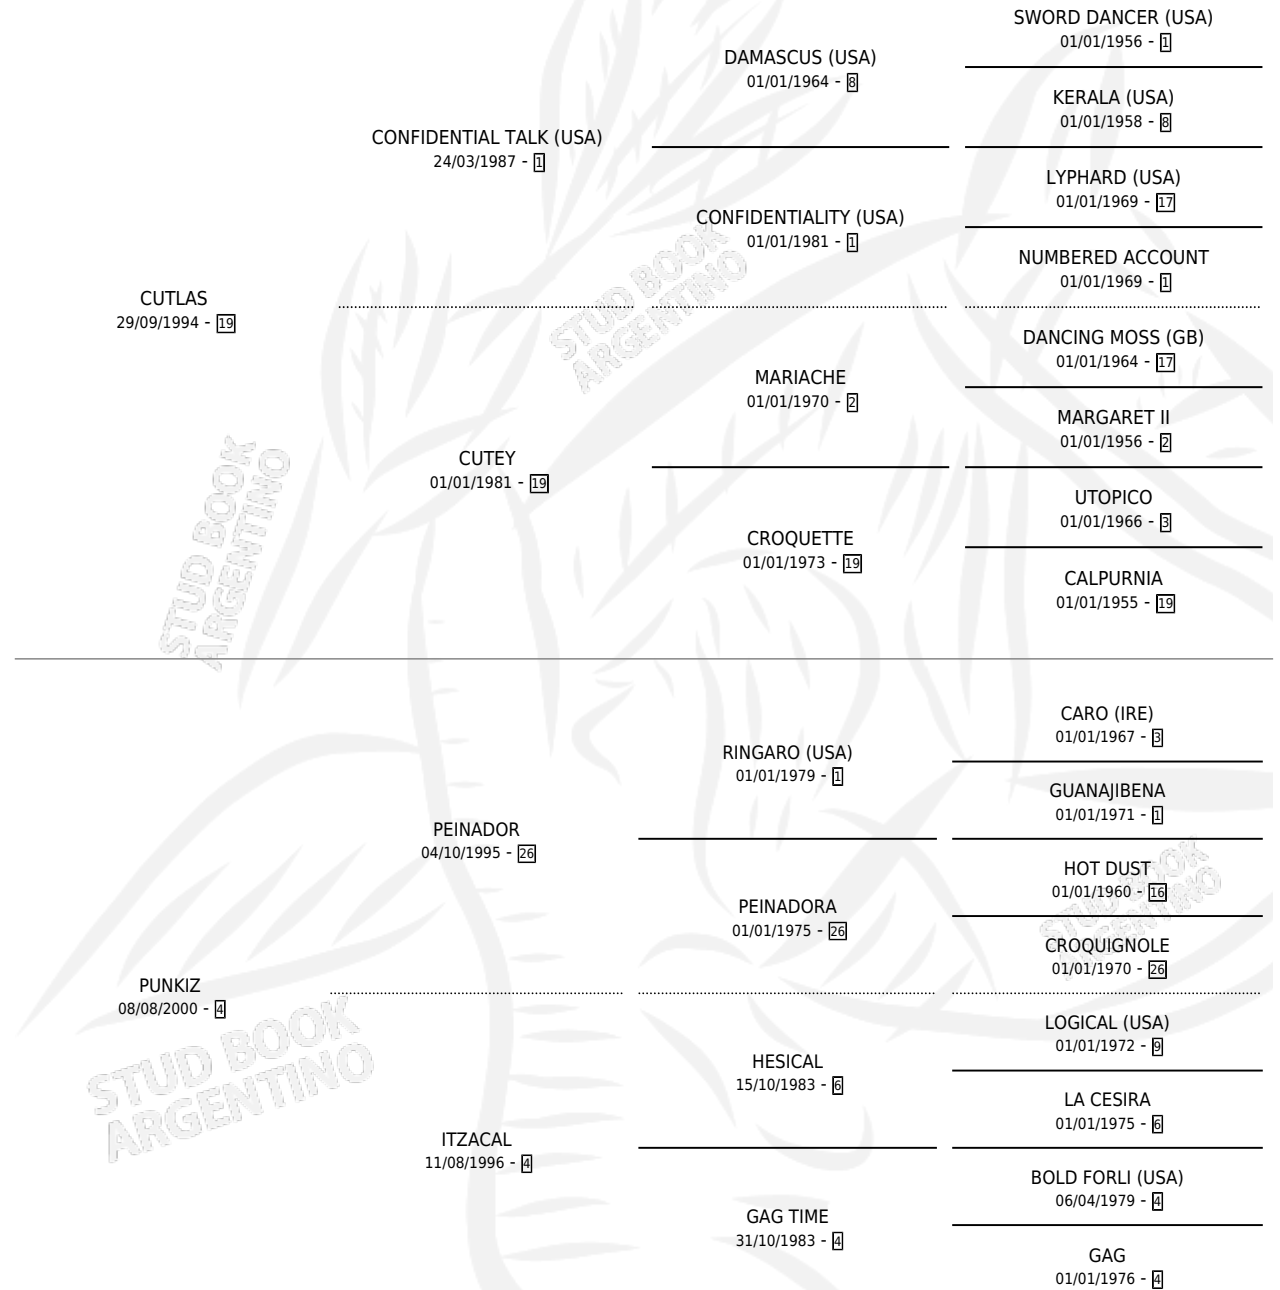 SWORD DANCER (USA)
01/01/1956 - 1
DAMASCUS (USA)
01/01/1964 - 8
KERALA (USA)
01/01/1958 - 8
CONFIDENTIAL TALK (USA)
24/03/1987 - 1
LYPHARD (USA)
01/01/1969 - 17
CONFIDENTIALITY (USA)
01/01/1981 - 1
NUMBERED ACCOUNT
01/01/1969 - 1
CUTLAS
29/09/1994 - 19
DANCING MOSS (GB)
01/01/1964 - 17
MARIACHE
01/01/1970 - 2
MARGARET II
01/01/1956 - 2
CUTEY
01/01/1981 - 19
UTOPICO
01/01/1966 - 3
CROQUETTE
01/01/1973 - 19
CALPURNIA
01/01/1955 - 19
STUD BOOK
ARGENTINO
STUD BOOK
ARGENTINO
CARO (IRE)
01/01/1967 - 3
RINGARO (USA)
01/01/1979 - 1
GUANAJIBENA
01/01/1971 - 1
PEINADOR
04/10/1995 - 26
HOT DUST
01/01/1960 - 16
PEINADORA
01/01/1975 - 26
CROQUIGNOLE
01/01/1970 - 26
STUD BOOK
ARGENTINO
PUNKIZ
08/08/2000 - 4
LOGICAL (USA)
01/01/1972 - 9
HESICAL
15/10/1983 - 6
LA CESIRA
01/01/1975 - 6
STUD BOOK
ARGENTINO
ITZACAL
11/08/1996 - 4
BOLD FORLI (USA)
06/04/1979 - 4
GAG TIME
31/10/1983 - 4
GAG
01/01/1976 - 4